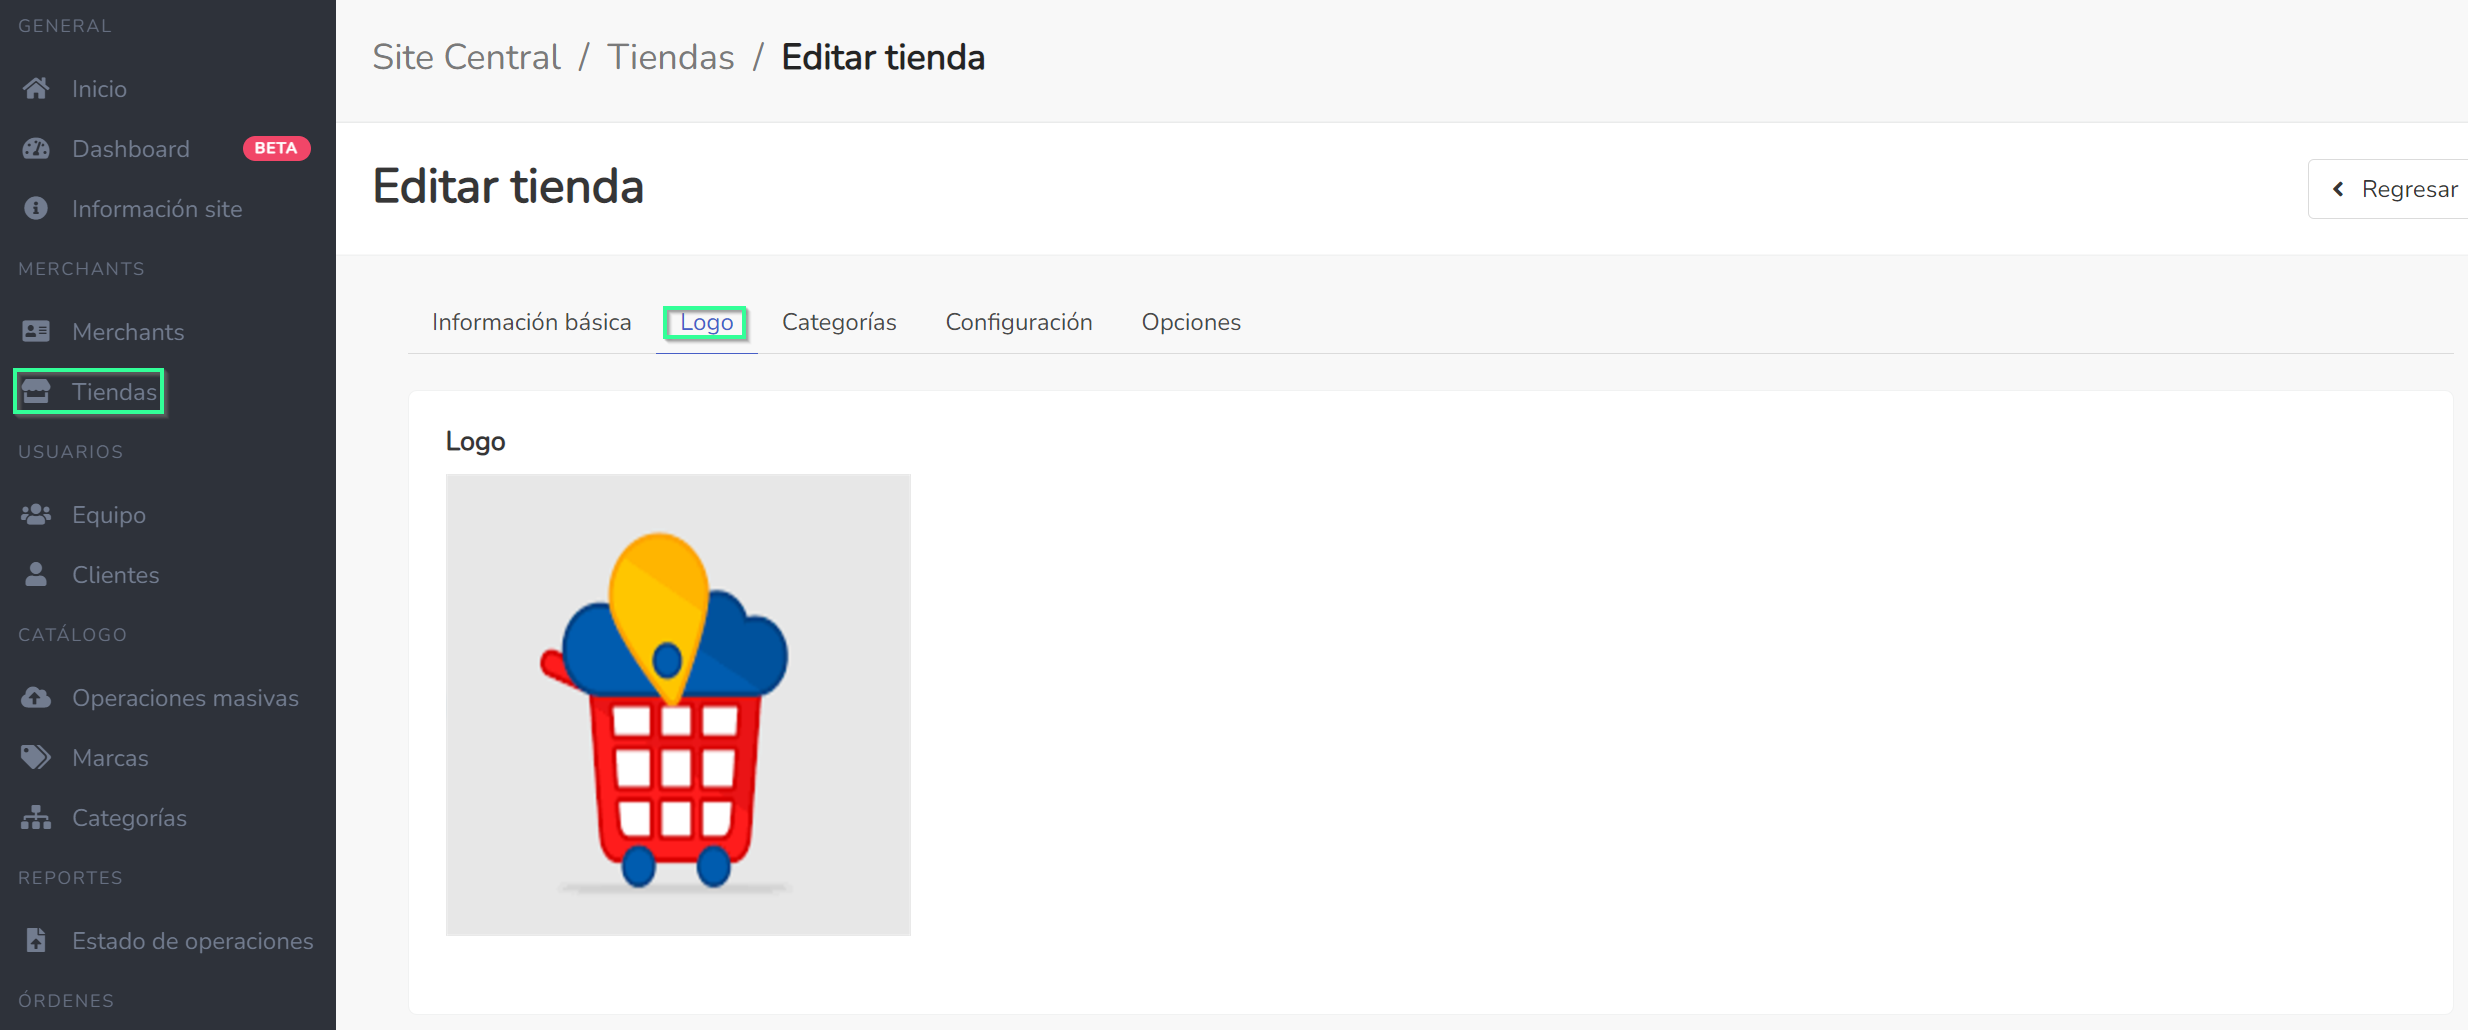 GENERAL
Inicio
Dashboard BETA
Información site
MERCHANTS
Merchants
Tiendas
USUARIOS
Equipo
Clientes
CATÁLOGO
Operaciones masivas
Marcas
Categorías
REPORTES
Estado de operaciones
ÓRDENES
Site Central / Tiendas / Editar tienda
Editar tienda
Regresar
Información básica Logo Categorías Configuración Opciones
Logo